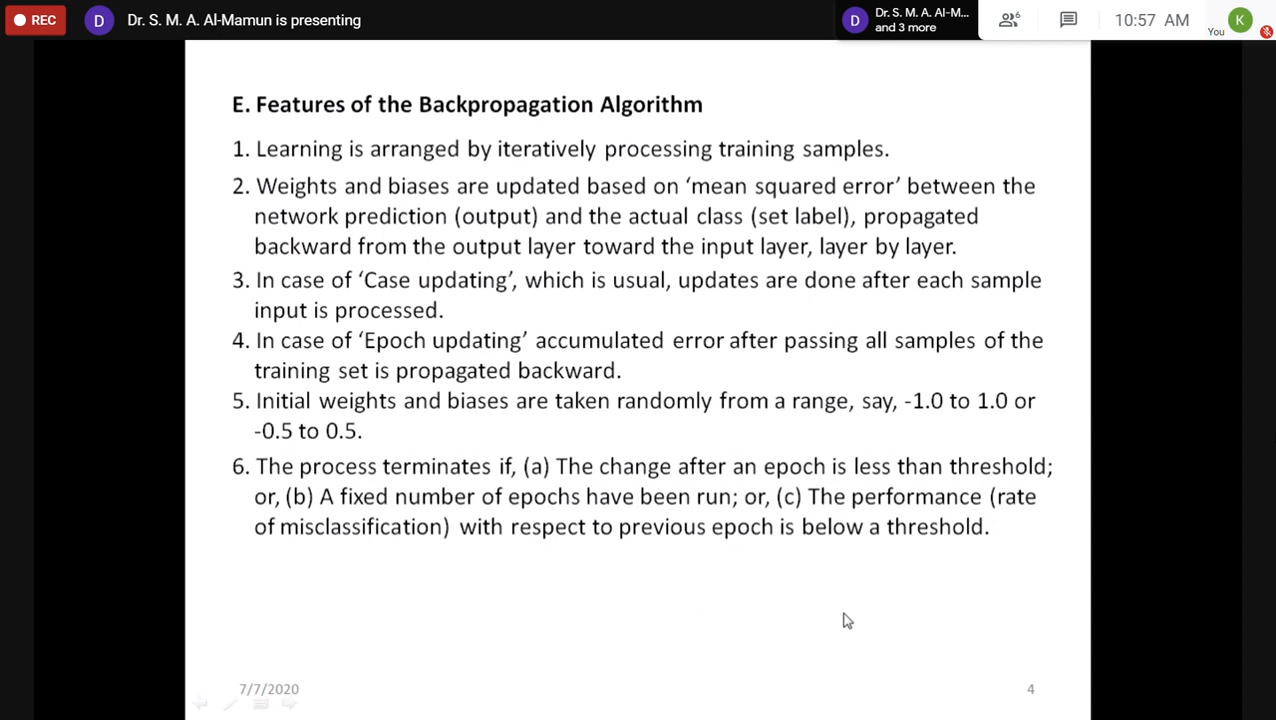 REC
D
Dr. S. M. A. Al-Mamun is presenting
D
Dr. S. M. A. Al-M...
and 3 more
6
10:57 AM
You
K
E. Features of the Backpropagation Algorithm
1. Learning is arranged by iteratively processing training samples.
2. Weights and biases are updated based on ‘mean squared error’ between the
network prediction (output) and the actual class (set label), propagated
backward from the output layer toward the input layer, layer by layer.
3. In case of ‘Case updating’, which is usual, updates are done after each sample
input is processed.
4. In case of ‘Epoch updating’ accumulated error after passing all samples of the
training set is propagated backward.
5. Initial weights and biases are taken randomly from a range, say, -1.0 to 1.0 or
-0.5 to 0.5.
6. The process terminates if, (a) The change after an epoch is less than threshold;
or, (b) A fixed number of epochs have been run; or, (c) The performance (rate
of misclassification) with respect to previous epoch is below a threshold.
7/7/2020
4